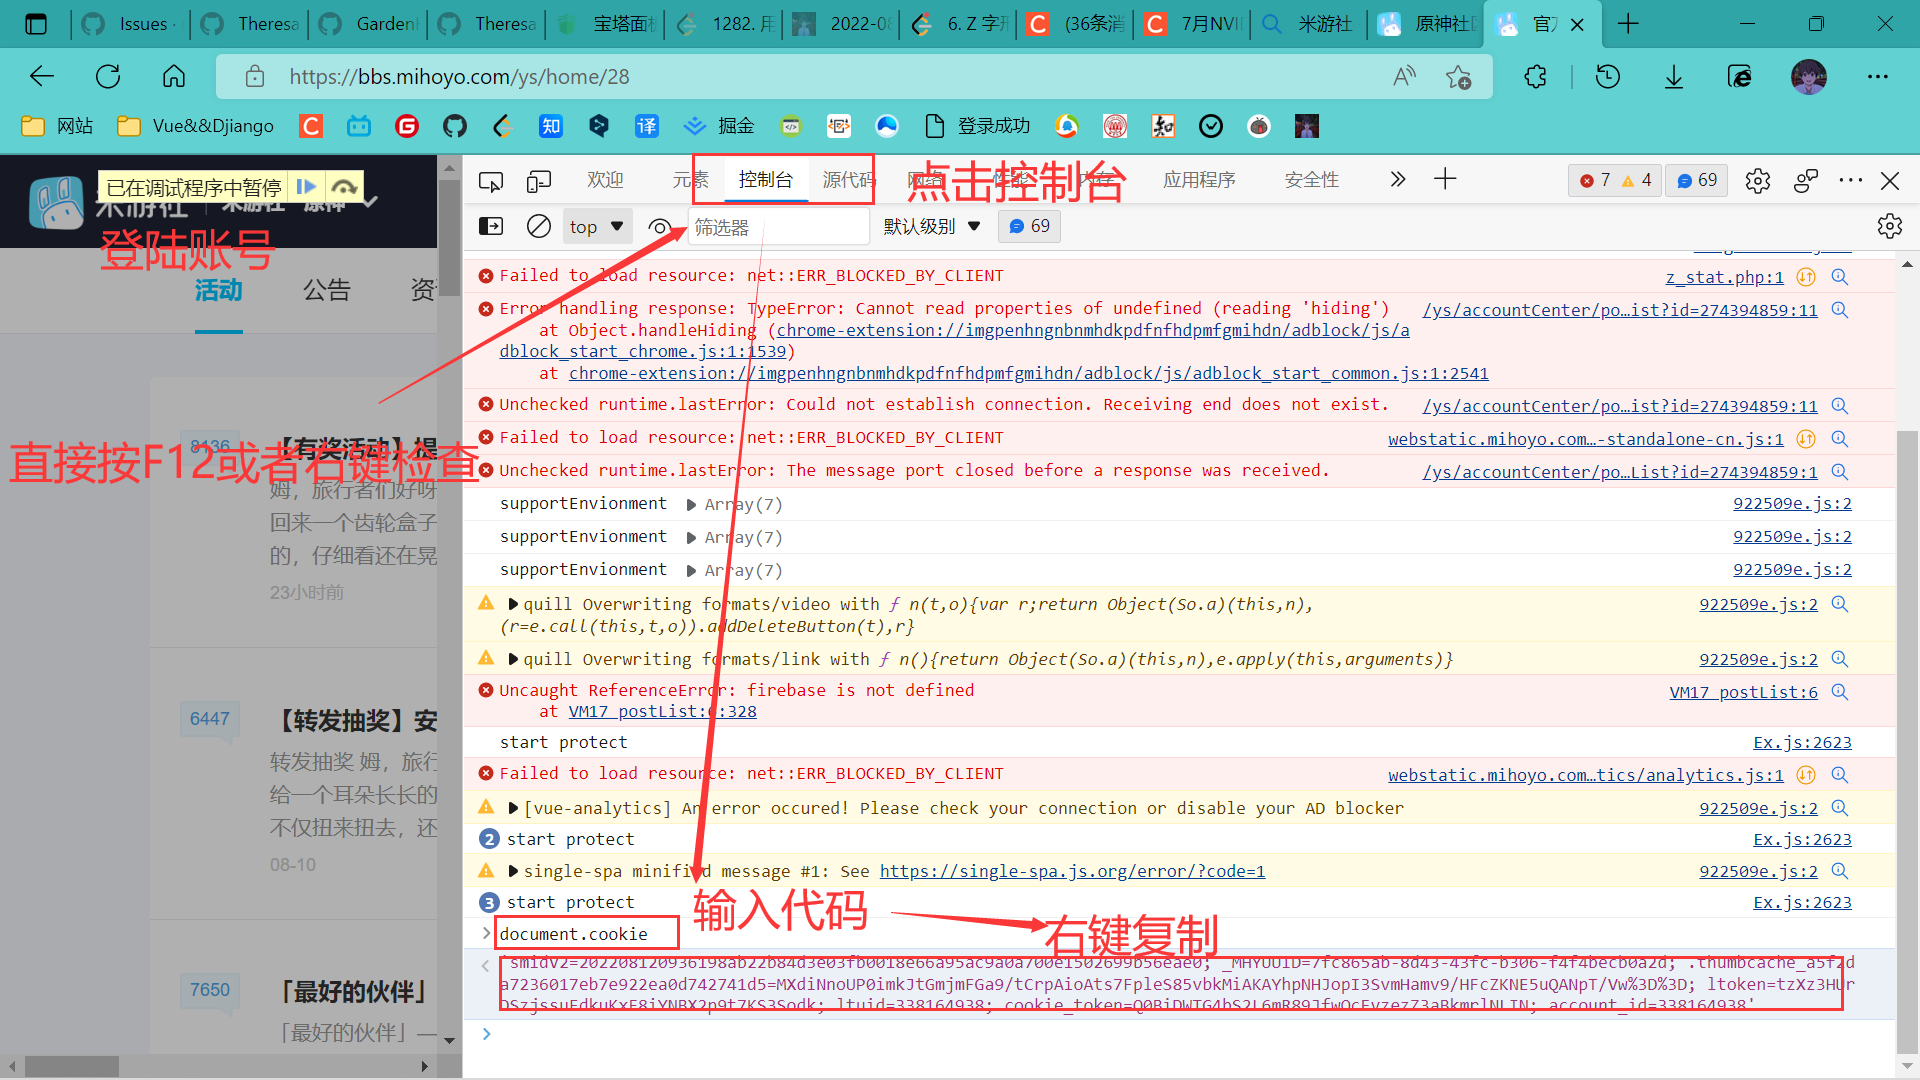 Issues ·
Theresa
Garden
Theresa
宝塔面板
1282. 用
2022-08
6. Z 字形
(36条消
7月NVI
米游社
原神社区
官方
https://bbs.mihoyo.com/ys/home/28
网站
Vue&&Djiango
掘金
登录成功
已在调试程序中暂停
米游社
米游社
原神
登陆账号
活动
公告
资
直接按F12或者右键检查
8136
【有奖活动】提
姆，旅行者们好呀
回来一个齿轮盒子
的，仔细看还在晃
23小时前
6447
【转发抽奖】安
转发抽奖 姆，旅行
给一个耳朵长长的
不仅扭来扭去，还
08-10
7650
「最好的伙伴」
「最好的伙伴」—
欢迎
元素
控制台
源代码
网络
性能
内存
应用程序
安全性
7
4
69
点击控制台
top
筛选器
默认级别
69
Failed to load resource: net::ERR_BLOCKED_BY_CLIENT
z_stat.php:1
Error handling response: TypeError: Cannot read properties of undefined (reading 'hiding')
/ys/accountCenter/po…ist?id=274394859:11
at Object.handleHiding (chrome-extension://imgpenhngnbnmhdkpdfnfhdpmfgmihdn/adblock/js/a
dblock_start_chrome.js:1:1539)
at chrome-extension://imgpenhngnbnmhdkpdfnfhdpmfgmihdn/adblock/js/adblock_start_common.js:1:2541
Unchecked runtime.lastError: Could not establish connection. Receiving end does not exist.
/ys/accountCenter/po…ist?id=274394859:11
Failed to load resource: net::ERR_BLOCKED_BY_CLIENT
webstatic.mihoyo.com…-standalone-cn.js:1
Unchecked runtime.lastError: The message port closed before a response was received.
/ys/accountCenter/po…List?id=274394859:1
supportEnvionment ▶ Array(7)
922509e.js:2
supportEnvionment ▶ Array(7)
922509e.js:2
supportEnvionment ▶ Array(7)
922509e.js:2
▶quill Overwriting formats/video with ƒ n(t,o){var r;return Object(So.a)(this,n),
922509e.js:2
(r=e.call(this,t,o)).addDeleteButton(t),r}
▶quill Overwriting formats/link with ƒ n(){return Object(So.a)(this,n),e.apply(this,arguments)}
922509e.js:2
Uncaught ReferenceError: firebase is not defined
VM17 postList:6
at VM17 postList:6:328
start protect
Ex.js:2623
Failed to load resource: net::ERR_BLOCKED_BY_CLIENT
webstatic.mihoyo.com…tics/analytics.js:1
▶[vue-analytics] An error occured! Please check your connection or disable your AD blocker
922509e.js:2
2 start protect
Ex.js:2623
▶single-spa minified message #1: See https://single-spa.js.org/error/?code=1
922509e.js:2
3 start protect
Ex.js:2623
输入代码
右键复制
document.cookie
'smidV2=202208120936198ab22b84d3e03fb0018e66a95ac9a0a700e1502699b56eae0; _MHYUUID=7fc865ab-8d43-43fc-b306-f4f4becb0a2d; .thumbcache_a5f2d
a7236017eb7e922ea0d742741d5=MXdiNnoUP0imkJtGmjmFGa9/tCrpAioAts7FpleS85vbkMiAKAYhpNHJopI3SvmHamv9/HFcZKNE5uQANpT/Vw%3D%3D; ltoken=tzXz3HUr
ltuid=338164938; account_id=338164938'